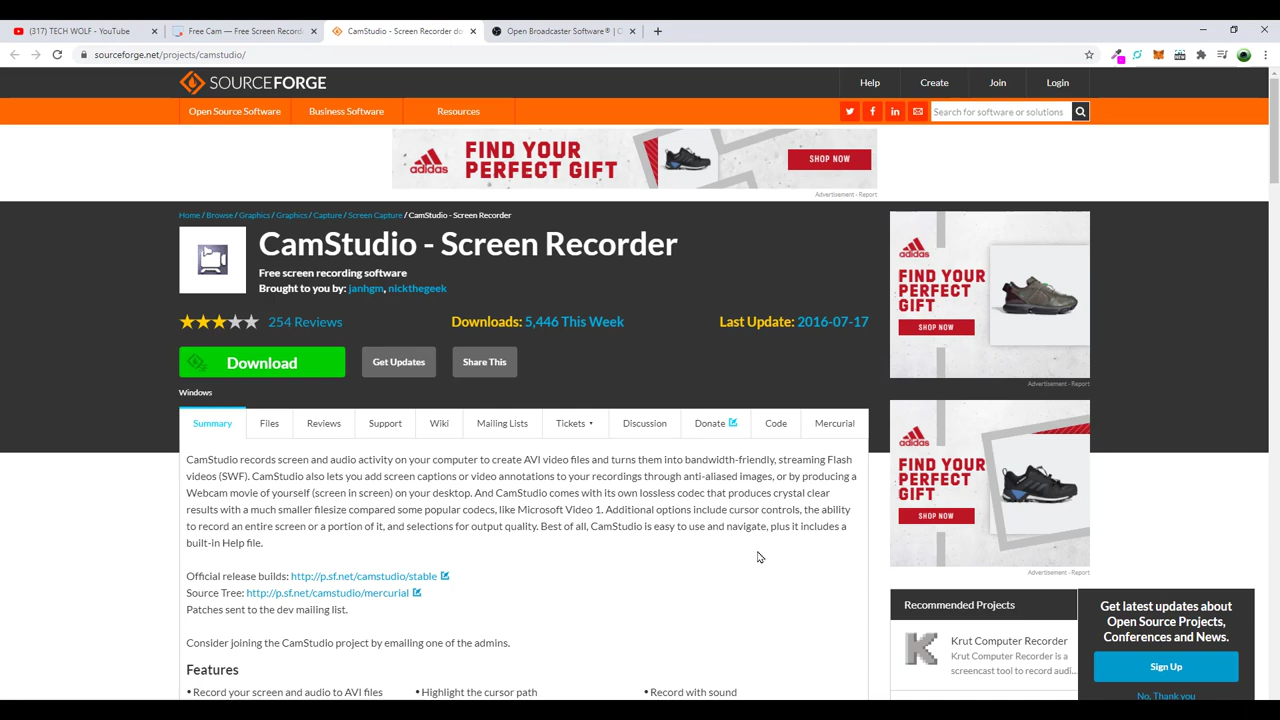 (317) TECH WOLF - YouTube
Free Cam — Free Screen Record
CamStudio - Screen Recorder do
Open Broadcaster Software® | O
sourceforge.net/projects/camstudio/
SOURCEFORGE
Help
Create
Join
Login
Open Source Software
Business Software
Resources
Search for software or solutions
adidas
FIND YOUR
PERFECT GIFT
SHOP NOW
Advertisement - Report
Home / Browse / Graphics / Graphics / Capture / Screen Capture / CamStudio - Screen Recorder
CamStudio - Screen Recorder
Free screen recording software
Brought to you by: janhgm, nickthegeek
254 Reviews
Downloads: 5,446 This Week
Last Update: 2016-07-17
Download
Get Updates
Share This
Windows
adidas
FIND YOUR
PERFECT
GIFT
SHOP NOW
Advertisement - Report
Summary
Files
Reviews
Support
Wiki
Mailing Lists
Tickets
Discussion
Donate
Code
Mercurial
CamStudio records screen and audio activity on your computer to create AVI video files and turns them into bandwidth-friendly, streaming Flash
videos (SWF). CamStudio also lets you add screen captions or video annotations to your recordings through anti-aliased images, or by producing a
Webcam movie of yourself (screen in screen) on your desktop. And CamStudio comes with its own lossless codec that produces crystal clear
results with a much smaller filesize compared some popular codecs, like Microsoft Video 1. Additional options include cursor controls, the ability
to record an entire screen or a portion of it, and selections for output quality. Best of all, CamStudio is easy to use and navigate, plus it includes a
built-in Help file.
Official release builds: http://p.sf.net/camstudio/stable
Source Tree: http://p.sf.net/camstudio/mercurial
Patches sent to the dev mailing list.
Consider joining the CamStudio project by emailing one of the admins.
Features
• Record your screen and audio to AVI files
• Highlight the cursor path
• Record with sound
adidas
FIND YOUR
PERFECT
GIFT
SHOP NOW
Advertisement - Report
Recommended Projects
Krut Computer Recorder
Krut Computer Recorder is a
screencast tool to record audi...
Get latest updates about
Open Source Projects,
Conferences and News.
Sign Up
No, Thank you